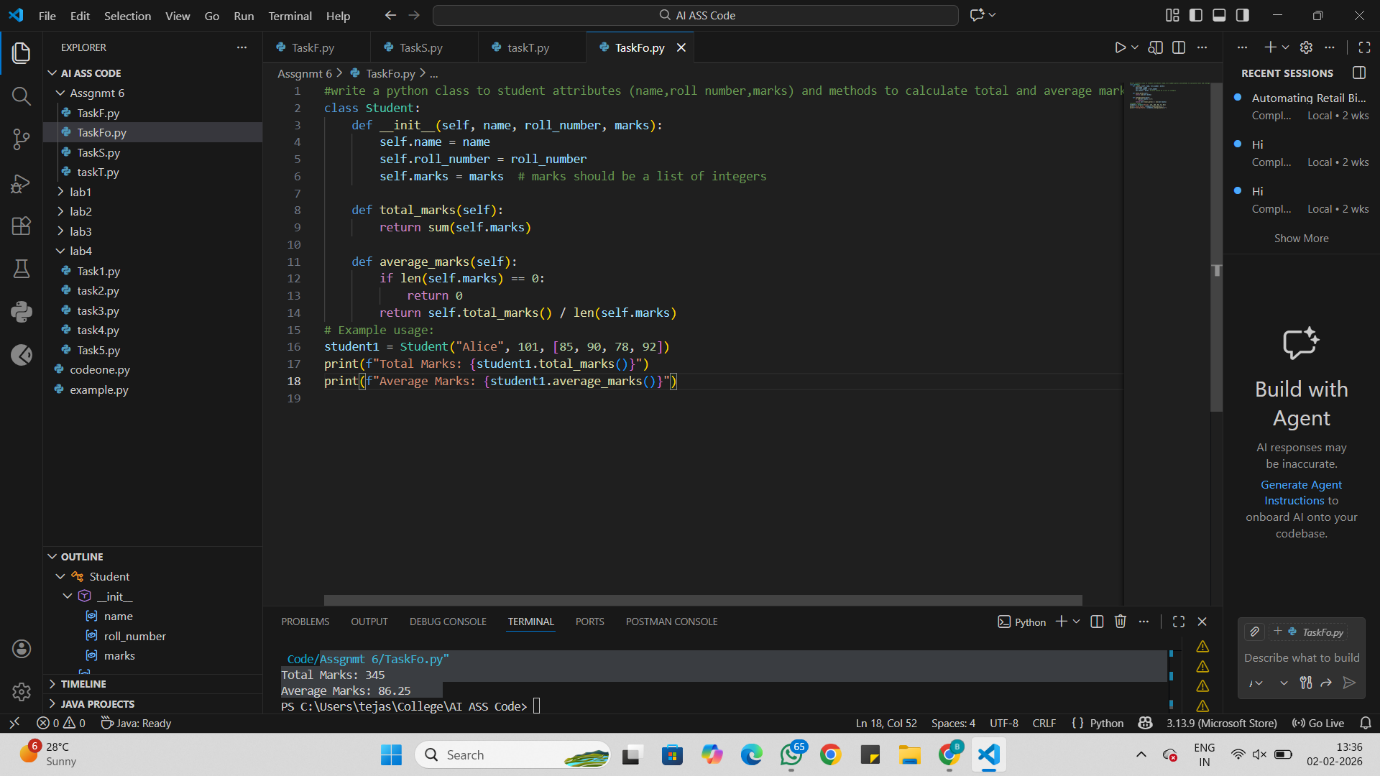 File Edit Selection View Go Run Terminal Help
AI ASS Code
EXPLORER
AI ASS CODE
Assgnmt 6
TaskF.py
TaskFo.py
TaskS.py
taskT.py
lab1
lab2
lab3
lab4
Task1.py
task2.py
task3.py
task4.py
Task5.py
codeone.py
example.py
OUTLINE
Student
__init__
name
roll_number
marks
TIMELINE
JAVA PROJECTS
TaskF.py TaskS.py taskT.py TaskFo.py
Assgnmt 6 > TaskFo.py > ...
1 #write a python class to student attributes (name,roll number,marks) and methods to calculate total and average mar
2 class Student:
3 def __init__(self, name, roll_number, marks):
4 self.name = name
5 self.roll_number = roll_number
6 self.marks = marks # marks should be a list of integers
7
8 def total_marks(self):
9 return sum(self.marks)
10
11 def average_marks(self):
12 if len(self.marks) == 0:
13 return 0
14 return self.total_marks() / len(self.marks)
15 # Example usage:
16 student1 = Student("Alice", 101, [85, 90, 78, 92])
17 print(f"Total Marks: {student1.total_marks()}")
18 print(f"Average Marks: {student1.average_marks()}")
19
PROBLEMS OUTPUT DEBUG CONSOLE TERMINAL PORTS POSTMAN CONSOLE
Python
Code/Assgnmt 6/TaskFo.py"
Total Marks: 345
Average Marks: 86.25
PS C:\Users\tejas\College\AI ASS Code>
RECENT SESSIONS
Automating Retail Bi...
Compl... Local • 2 wks
Hi
Compl... Local • 2 wks
Hi
Compl... Local • 2 wks
Show More
Build with
Agent
AI responses may
be inaccurate.
Generate Agent
Instructions to
onboard AI onto your
codebase.
TaskFo.py
Describe what to build
0 0 Java: Ready
Ln 18, Col 52 Spaces: 4 UTF-8 CRLF {} Python 3.13.9 (Microsoft Store) Go Live
6
28°C
Sunny
Search
65
B
ENG
IN
13:36
02-02-2026